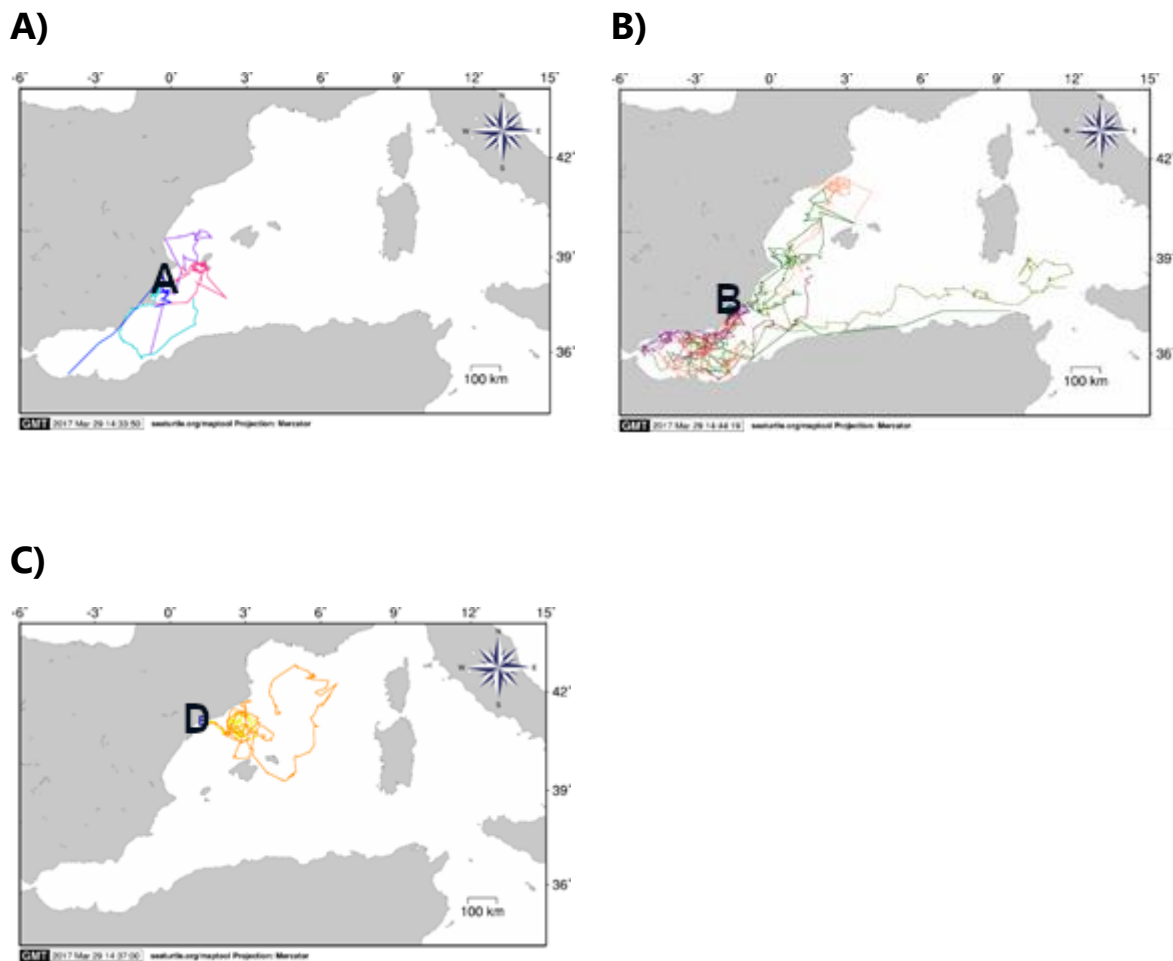 A)
B)
-6˚ -3˚ 0˚ 3˚ 6˚ 9˚ 12˚ 15˚
-6˚ -3˚ 0˚ 3˚ 6˚ 9˚ 12˚ 15˚
N
W E
S
N
W E
S
42˚
42˚
39˚
39˚
A
B
36˚
36˚
100 km
100 km
GMT 2017 Mar 29 14:33:50 seaturtle.org/maptool Projection: Mercator
GMT 2017 Mar 29 14:44:19 seaturtle.org/maptool Projection: Mercator
C)
-6˚ -3˚ 0˚ 3˚ 6˚ 9˚ 12˚ 15˚
N
W E
S
42˚
D
39˚
36˚
100 km
GMT 2017 Mar 29 14:37:00 seaturtle.org/maptool Projection: Mercator